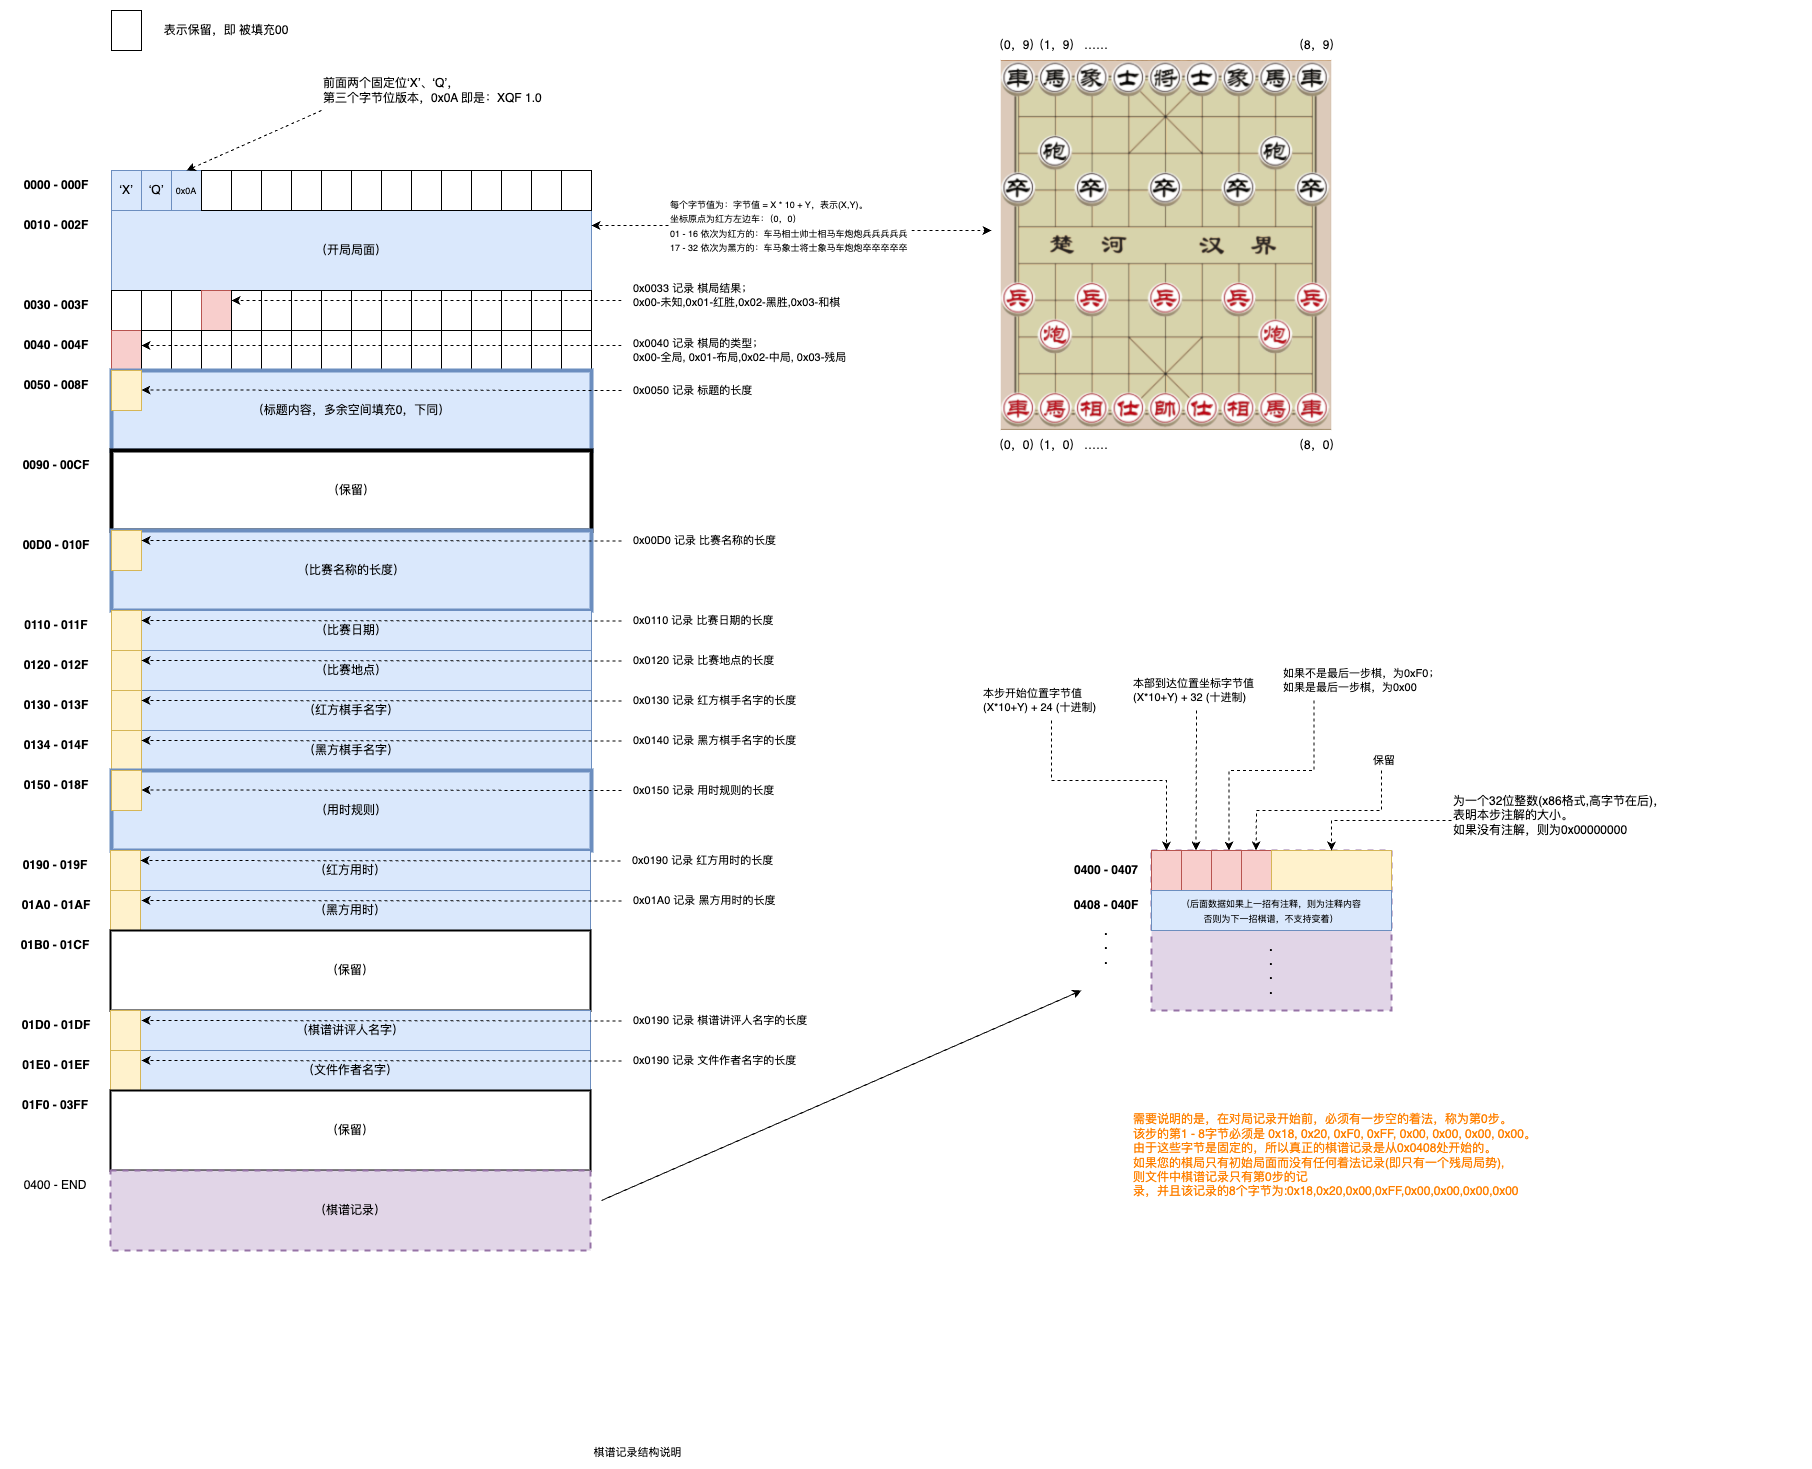 表示保留，即 被填充00
前面两个固定位‘X’、‘Q’，
第三个字节位版本，0x0A 即是：XQF 1.0
0000 - 000F
‘X’ ‘Q’ 0x0A
0010 - 002F
（开局局面）
每个字节值为：字节值 = X * 10 + Y，表示(X,Y)。
坐标原点为红方左边车：（0，0）
01 - 16 依次为红方的：车马相士帅士相马车炮炮兵兵兵兵兵
17 - 32 依次为黑方的：车马象士将士象马车炮炮卒卒卒卒卒
0030 - 003F
0x0033 记录 棋局结果；
0x00-未知,0x01-红胜,0x02-黑胜,0x03-和棋
0040 - 004F
0x0040 记录 棋局的类型；
0x00-全局, 0x01-布局,0x02-中局, 0x03-残局
0050 - 008F
（标题内容，多余空间填充0，下同）
0x0050 记录 标题的长度
0090 - 00CF
（保留）
00D0 - 010F
（比赛名称的长度）
0x00D0 记录 比赛名称的长度
0110 - 011F
（比赛日期）
0x0110 记录 比赛日期的长度
0120 - 012F
（比赛地点）
0x0120 记录 比赛地点的长度
0130 - 013F
（红方棋手名字）
0x0130 记录 红方棋手名字的长度
0134 - 014F
（黑方棋手名字）
0x0140 记录 黑方棋手名字的长度
0150 - 018F
（用时规则）
0x0150 记录 用时规则的长度
0190 - 019F
（红方用时）
0x0190 记录 红方用时的长度
01A0 - 01AF
（黑方用时）
0x01A0 记录 黑方用时的长度
01B0 - 01CF
（保留）
01D0 - 01DF
（棋谱讲评人名字）
0x0190 记录 棋谱讲评人名字的长度
01E0 - 01EF
（文件作者名字）
0x0190 记录 文件作者名字的长度
01F0 - 03FF
（保留）
0400 - END
（棋谱记录）
（0，9）（1，9） ……
（8，9）
車 馬 象 士 將 士 象 馬 車
砲 砲
卒 卒 卒 卒 卒
楚 河 汉 界
兵 兵 兵 兵 兵
炮 炮
車 馬 相 仕 帥 仕 相 馬 車
（0，0）（1，0） ……
（8，0）
本步开始位置字节值
(X*10+Y) + 24 (十进制)
本部到达位置坐标字节值
(X*10+Y) + 32 (十进制)
如果不是最后一步棋，为0xF0；
如果是最后一步棋，为0x00
保留
为一个32位整数(x86格式,高字节在后)，
表明本步注解的大小。
如果没有注解，则为0x00000000
0400 - 0407
0408 - 040F
（后面数据如果上一招有注释，则为注释内容
否则为下一招棋谱，不支持变着）
需要说明的是，在对局记录开始前，必须有一步空的着法，称为第0步。
该步的第1 - 8字节必须是 0x18, 0x20, 0xF0, 0xFF, 0x00, 0x00, 0x00, 0x00。
由于这些字节是固定的，所以真正的棋谱记录是从0x0408处开始的。
如果您的棋局只有初始局面而没有任何着法记录(即只有一个残局局势)，
则文件中棋谱记录只有第0步的记
录，并且该记录的8个字节为:0x18,0x20,0x00,0xFF,0x00,0x00,0x00,0x00
棋谱记录结构说明